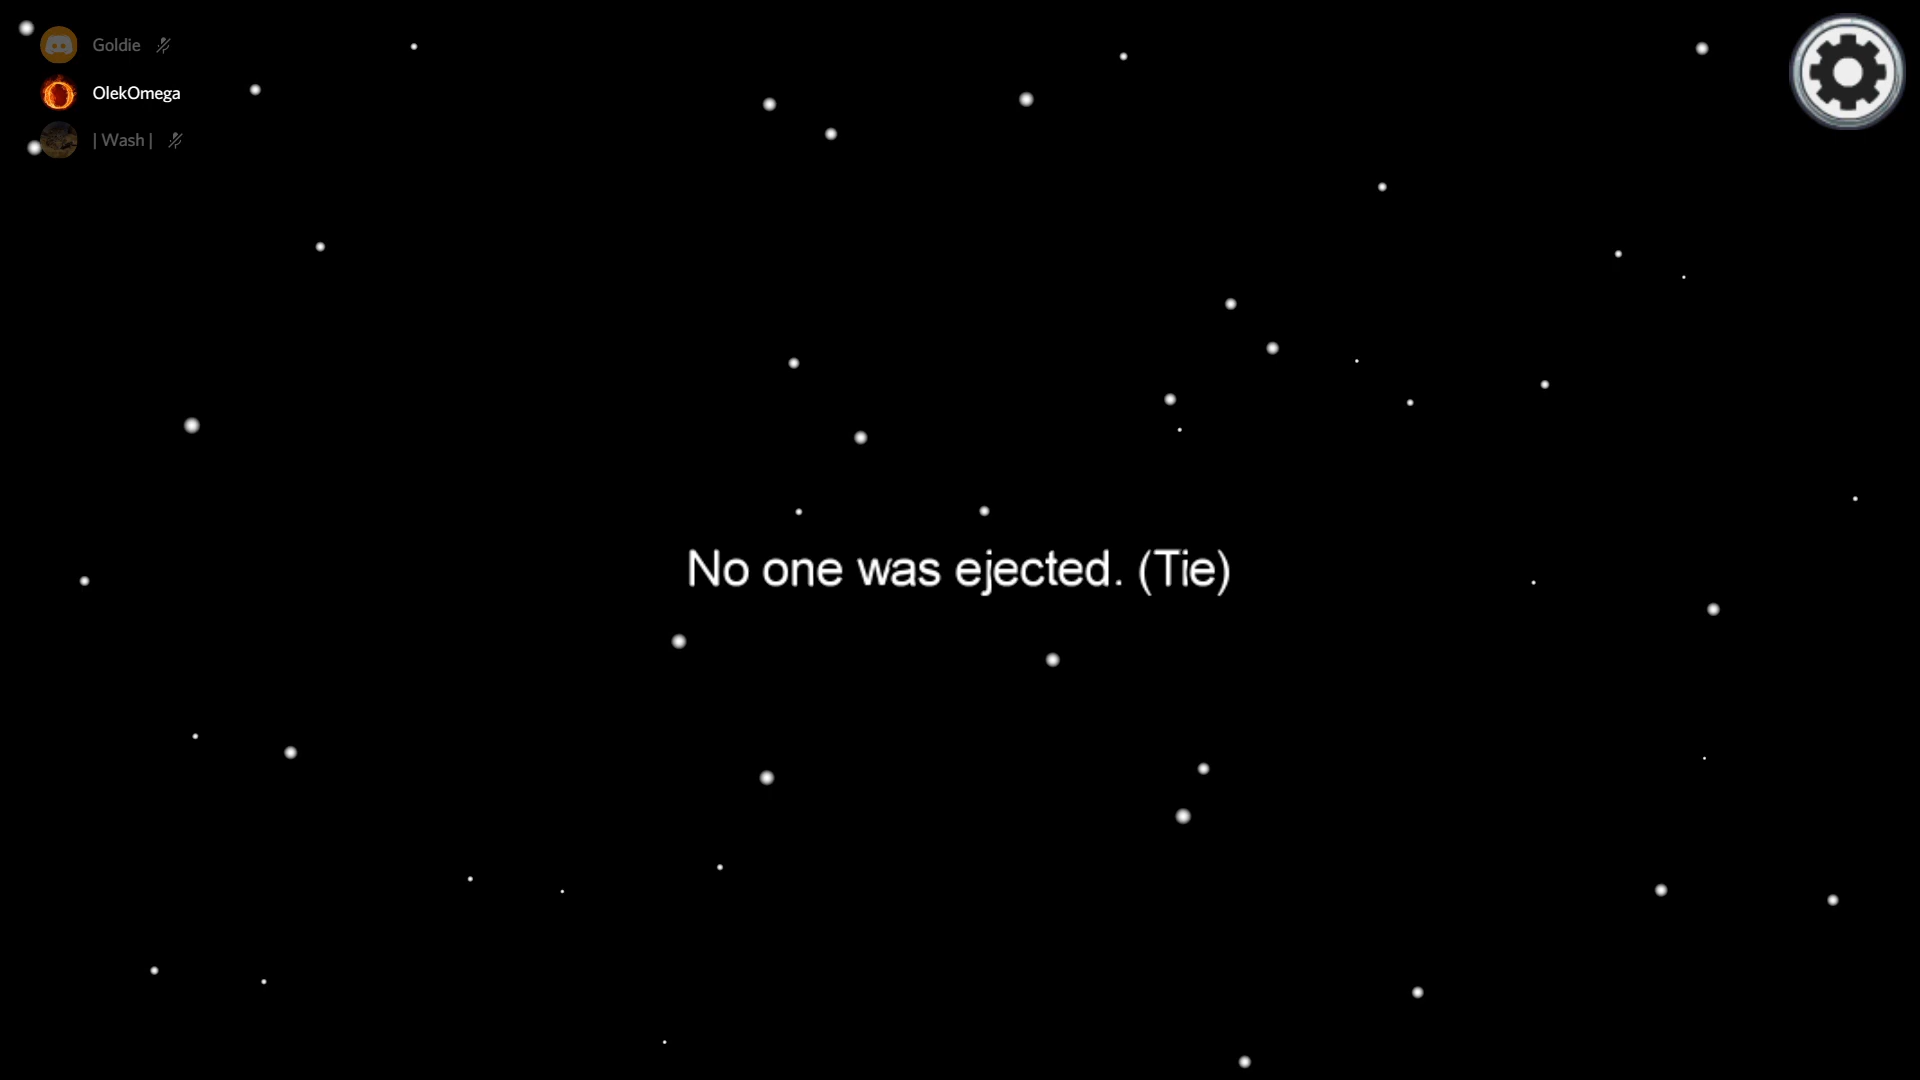 Goldie
OlekOmega
| Wash |
No one was ejected. (Tie)